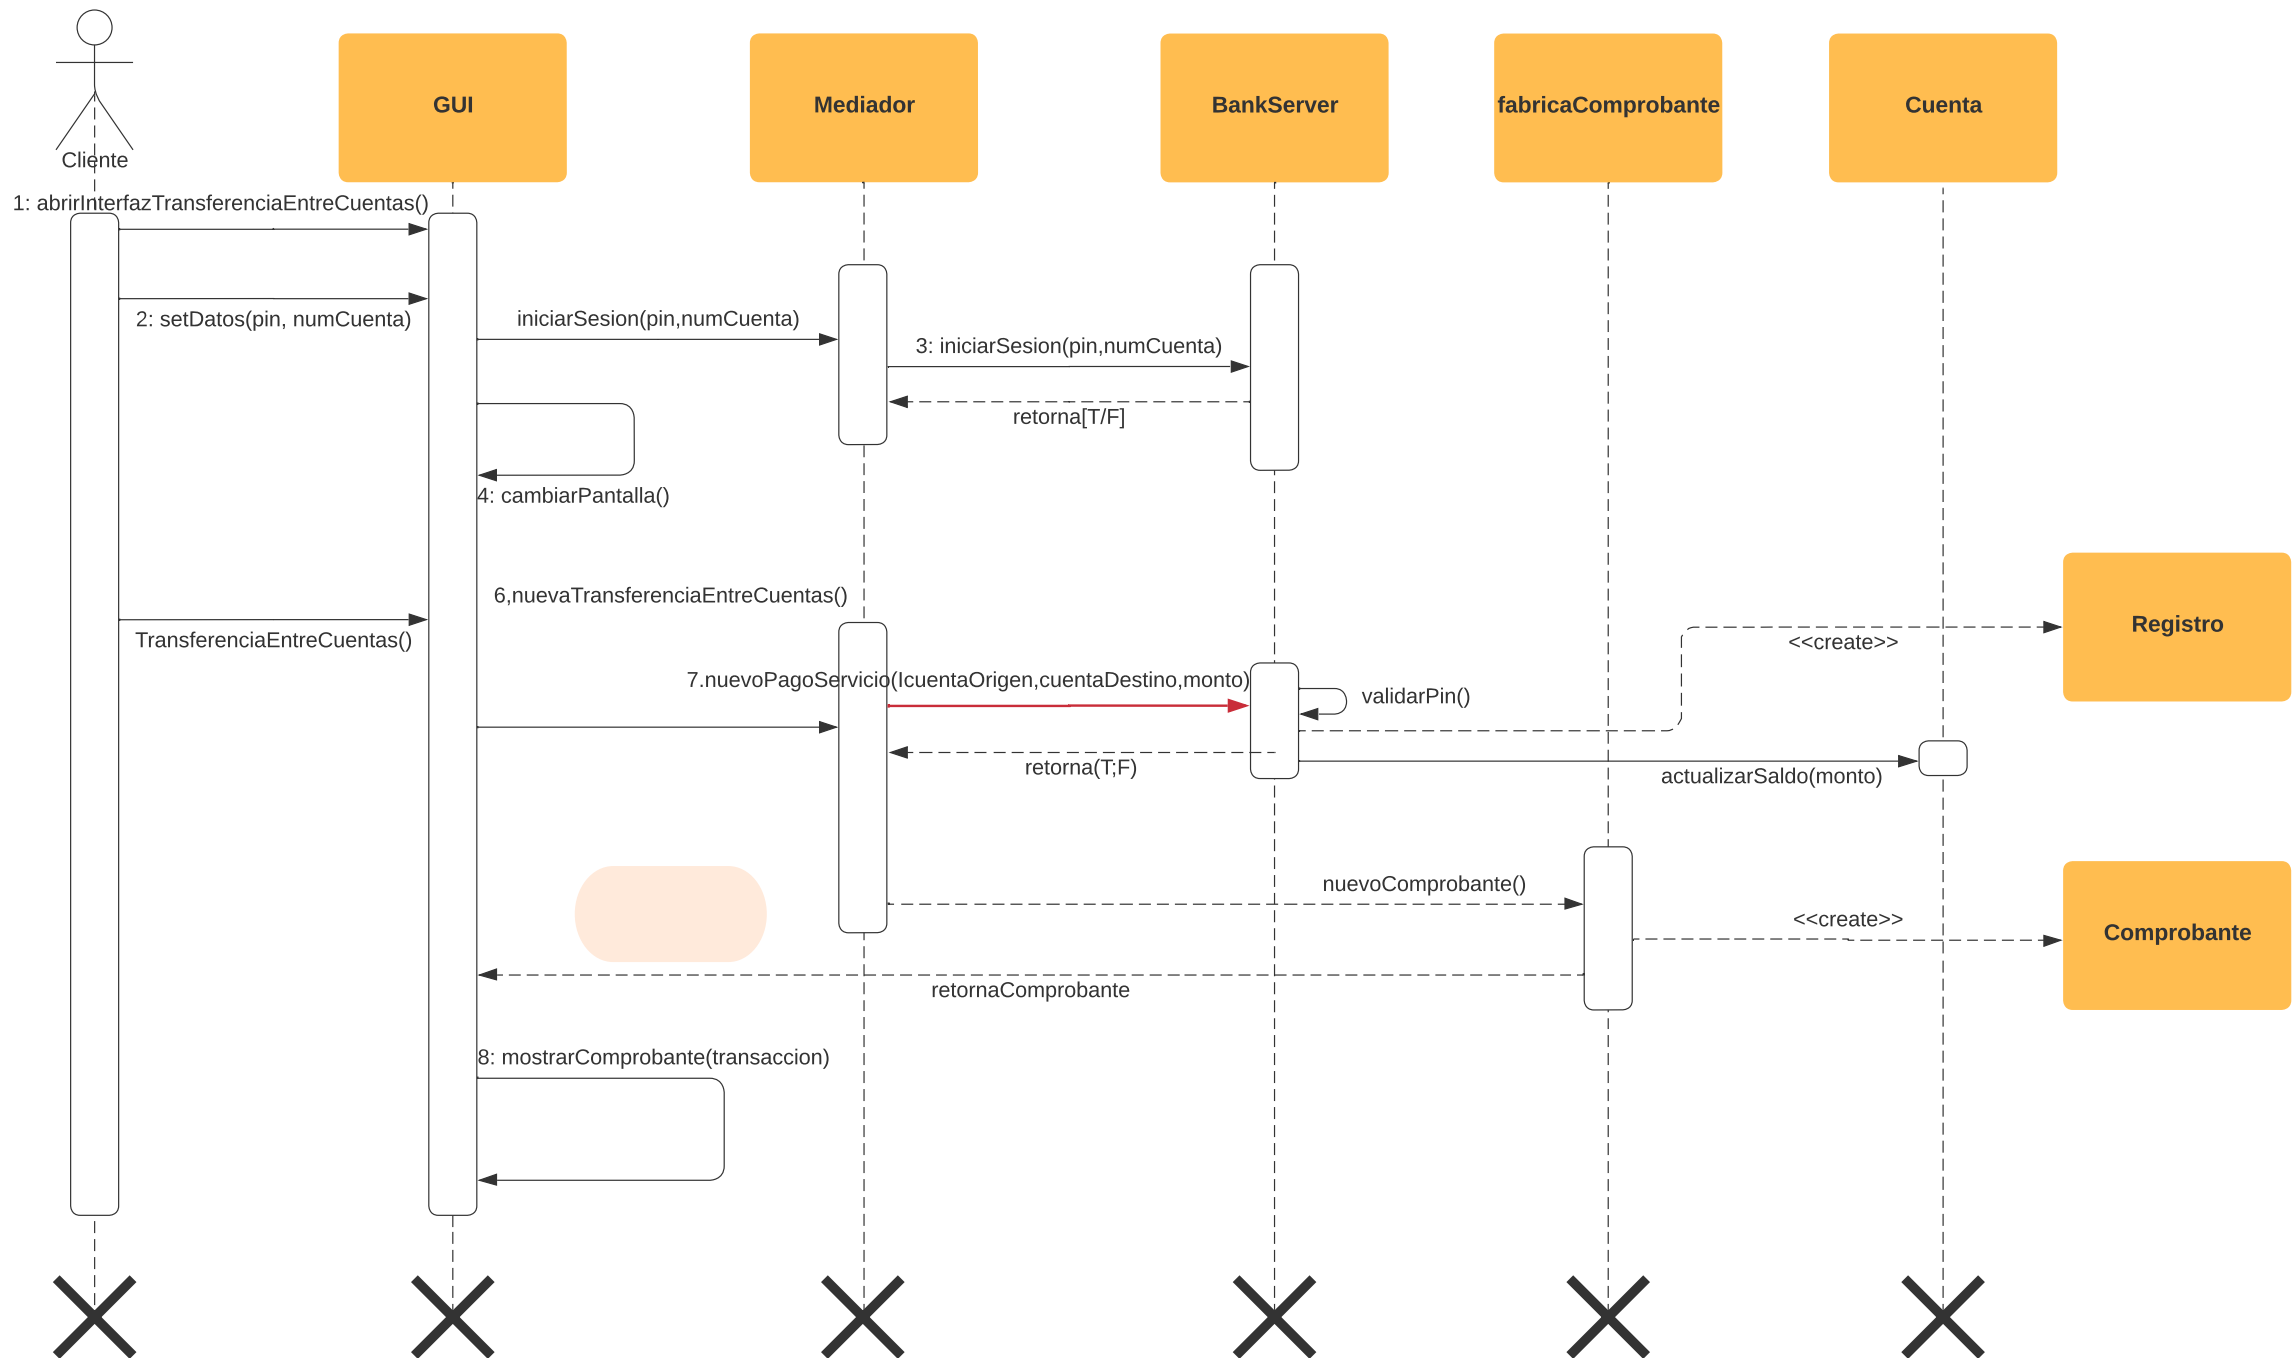 GUI
Mediador
BankServer
fabricaComprobante
Cuenta
Cliente
1: abrirInterfazTransferenciaEntreCuentas()
2: setDatos(pin, numCuenta)
iniciarSesion(pin,numCuenta)
3: iniciarSesion(pin,numCuenta)
retorna[T/F]
4: cambiarPantalla()
6,nuevaTransferenciaEntreCuentas()
TransferenciaEntreCuentas()
Registro
<<create>>
7.nuevoPagoServicio(IcuentaOrigen,cuentaDestino,monto)
validarPin()
retorna(T;F)
actualizarSaldo(monto)
nuevoComprobante()
<<create>>
Comprobante
retornaComprobante
8: mostrarComprobante(transaccion)